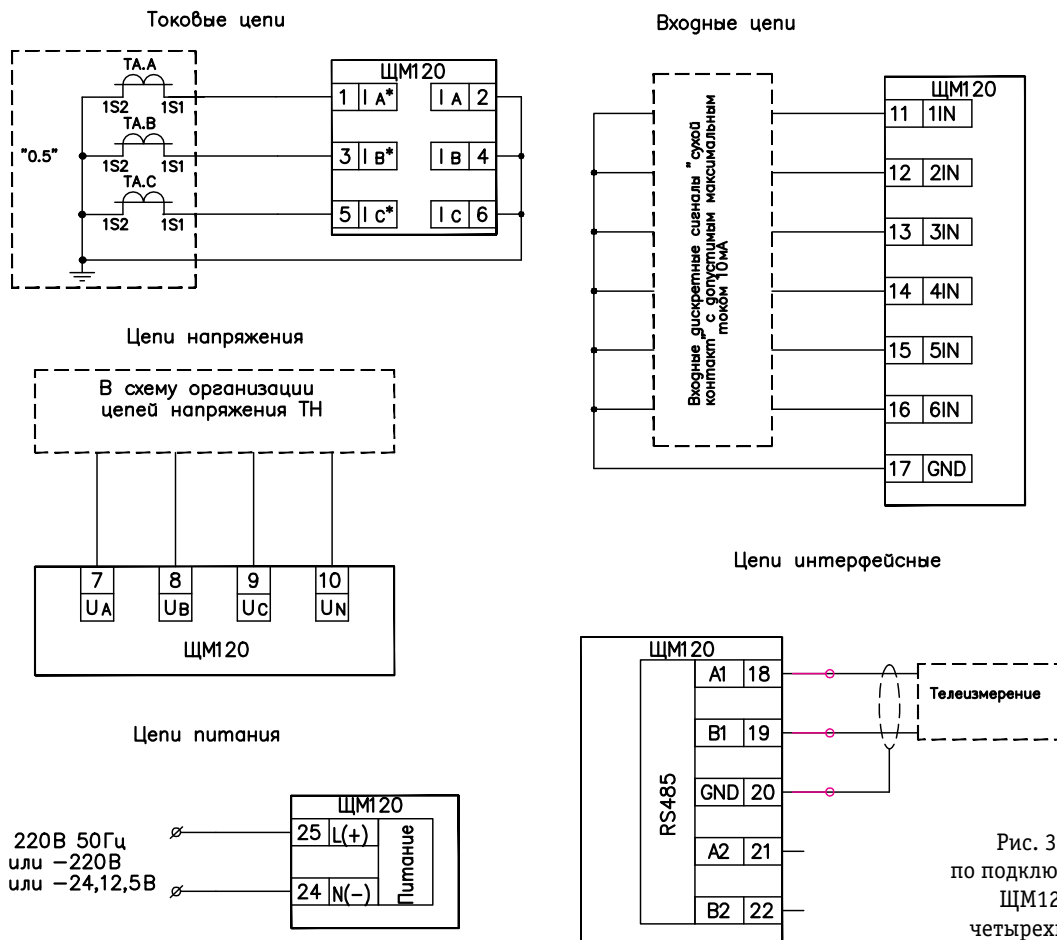 Токовые цепи
TA.A
1S2 1S1
TA.B
1S2 1S1
TA.C
1S2 1S1
"0.5"
ЩМ120
1 I A* I A 2
3 I B* I B 4
5 I C* I C 6
Входные цепи
Входные дискретные сигналы "сухой
контакт" с допустимым максимальным
током 10мА
ЩМ120
11 1IN
12 2IN
13 3IN
14 4IN
15 5IN
16 6IN
17 GND
Цепи напряжения
В схему организации
цепей напряжения ТН
7 8 9 10
UA UB UC UN
ЩМ120
Цепи интерфейсные
ЩМ120
RS485
A1 18
B1 19
GND 20
A2 21
B2 22
Телеизмерение
Цепи питания
220В 50Гц
или −220В
или −24,12,5В
ЩМ120
25 L(+)
24 N(−)
Питание
Рис. 3
по подклю
ЩМ12
четырех